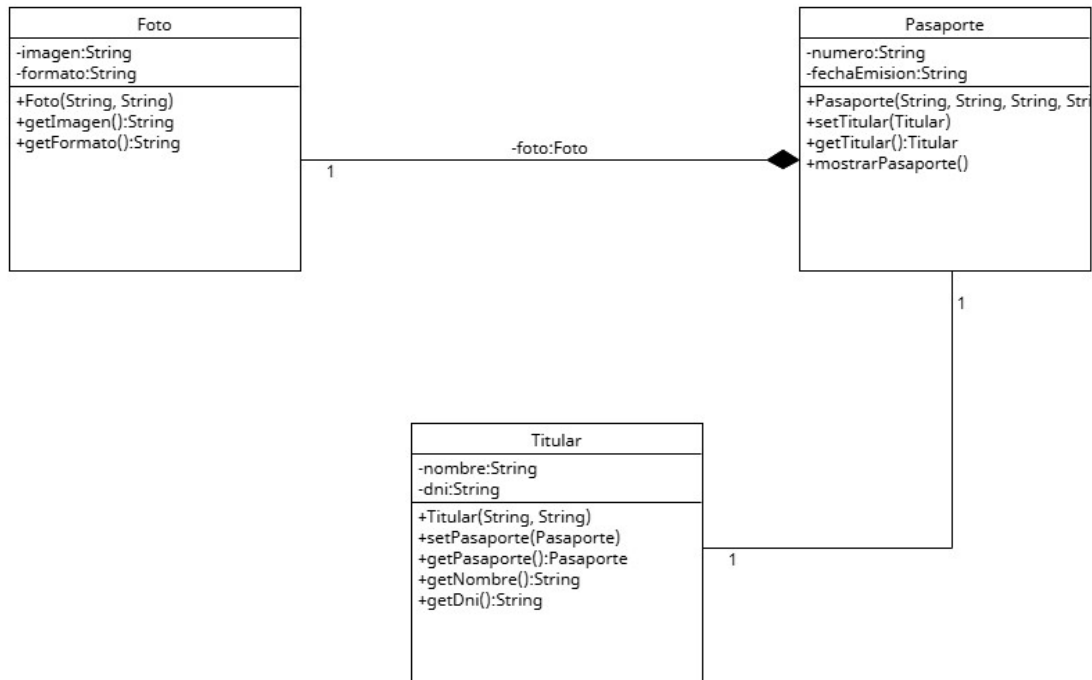 Foto
-imagen:String
-formato:String
+Foto(String, String)
+getImagen():String
+getFormato():String
1
-foto:Foto
Pasaporte
-numero:String
-fechaEmision:String
+Pasaporte(String, String, String, Stri
+setTitular(Titular)
+getTitular():Titular
+mostrarPasaporte()
1
Titular
-nombre:String
-dni:String
+Titular(String, String)
+setPasaporte(Pasaporte)
+getPasaporte():Pasaporte
+getNombre():String
+getDni():String
1